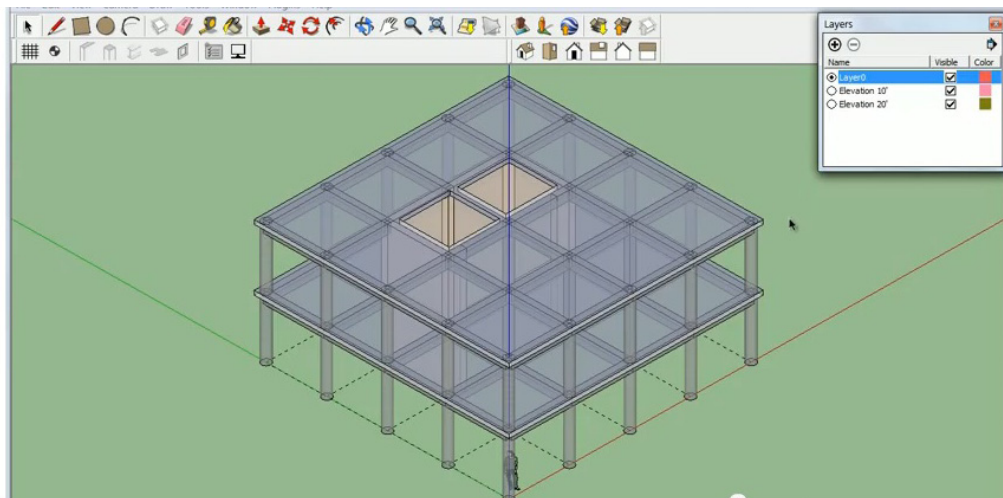 Layers
Name Visible Color
Layer0
Elevation 10'
Elevation 20'